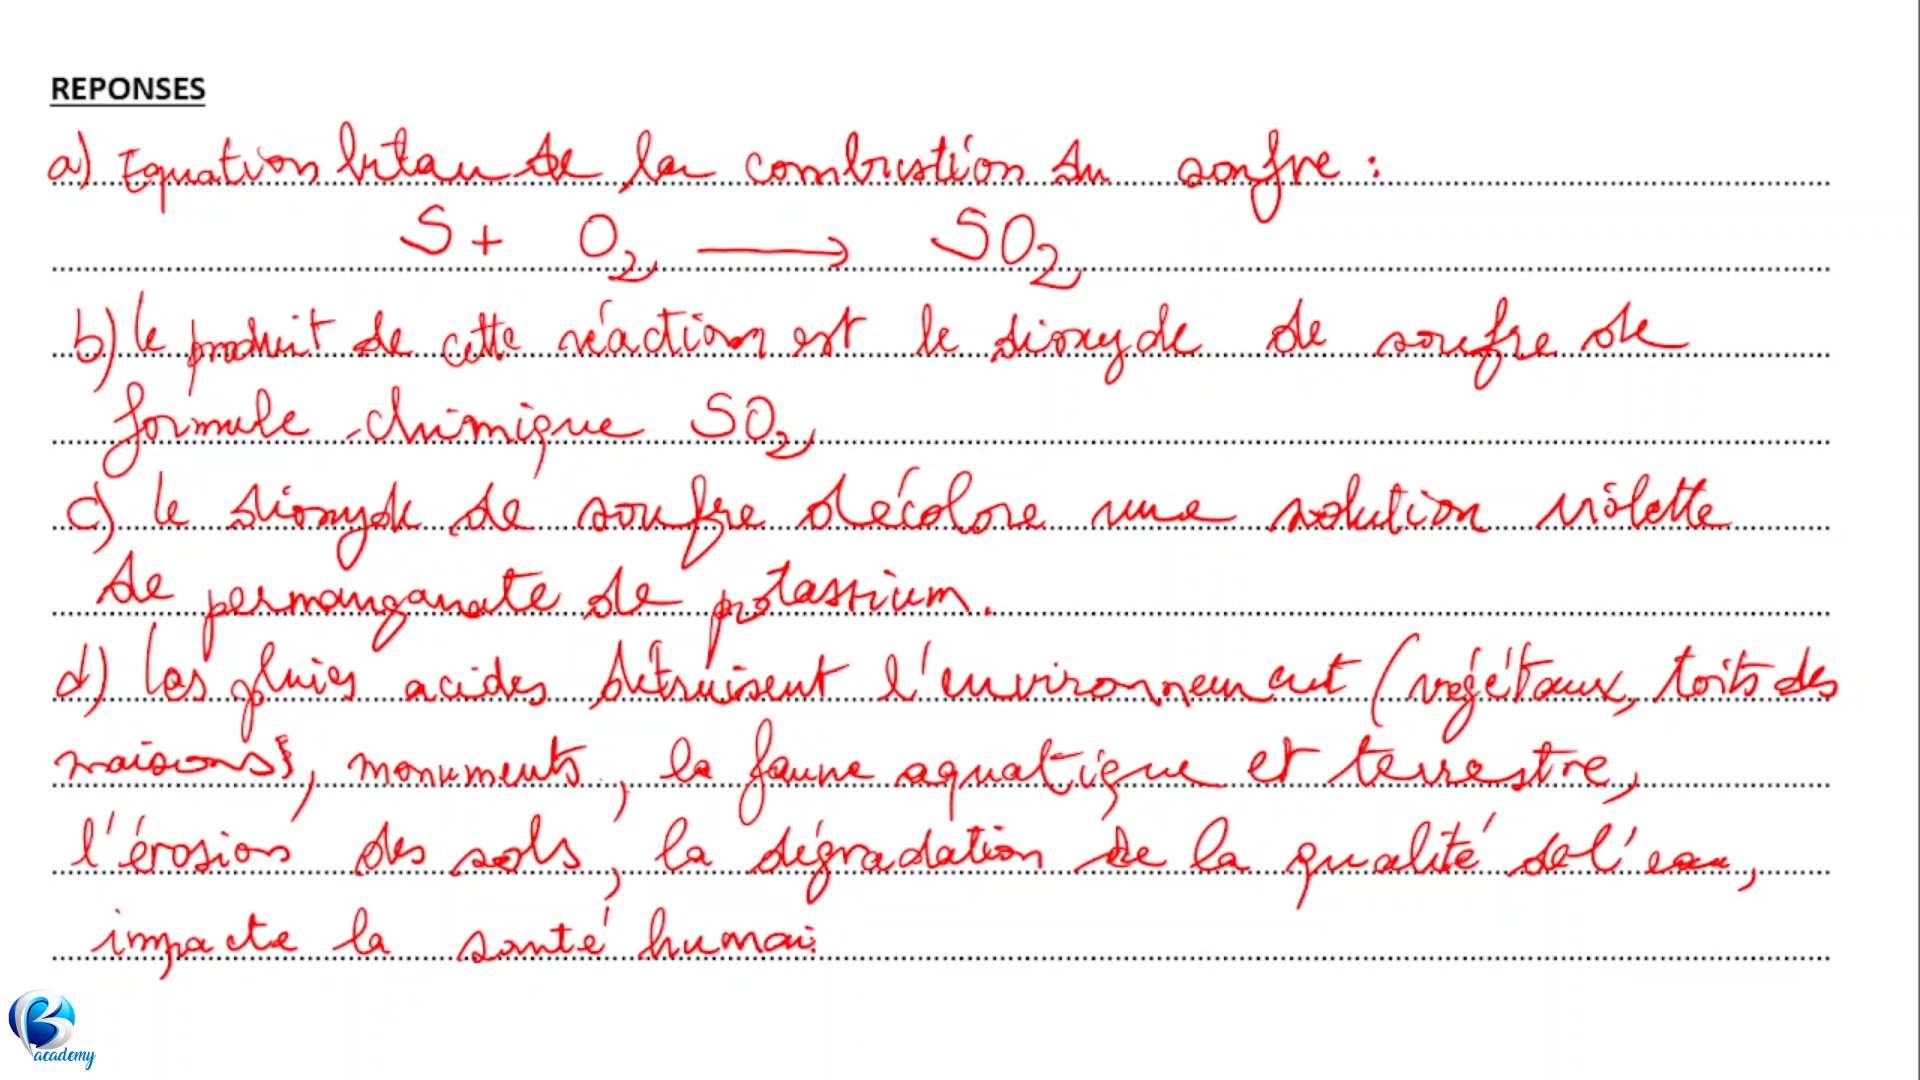 REPONSES
a) Equation bilan de la combustion du soufre :
S + O2 → SO2
b) le produit de cette réaction est le dioxyde de soufre de
formule chimique SO2
c) le dioxyde de soufre décolore une solution violette
de permanganate de potassium.
d) Les pluies acides détruisent l'environnement (végétaux, toits des
maisons), monuments, la faune aquatique et terrestre,
l'érosion des sols, la dégradation de la qualité de l'eau,
impacte la santé humai
academy